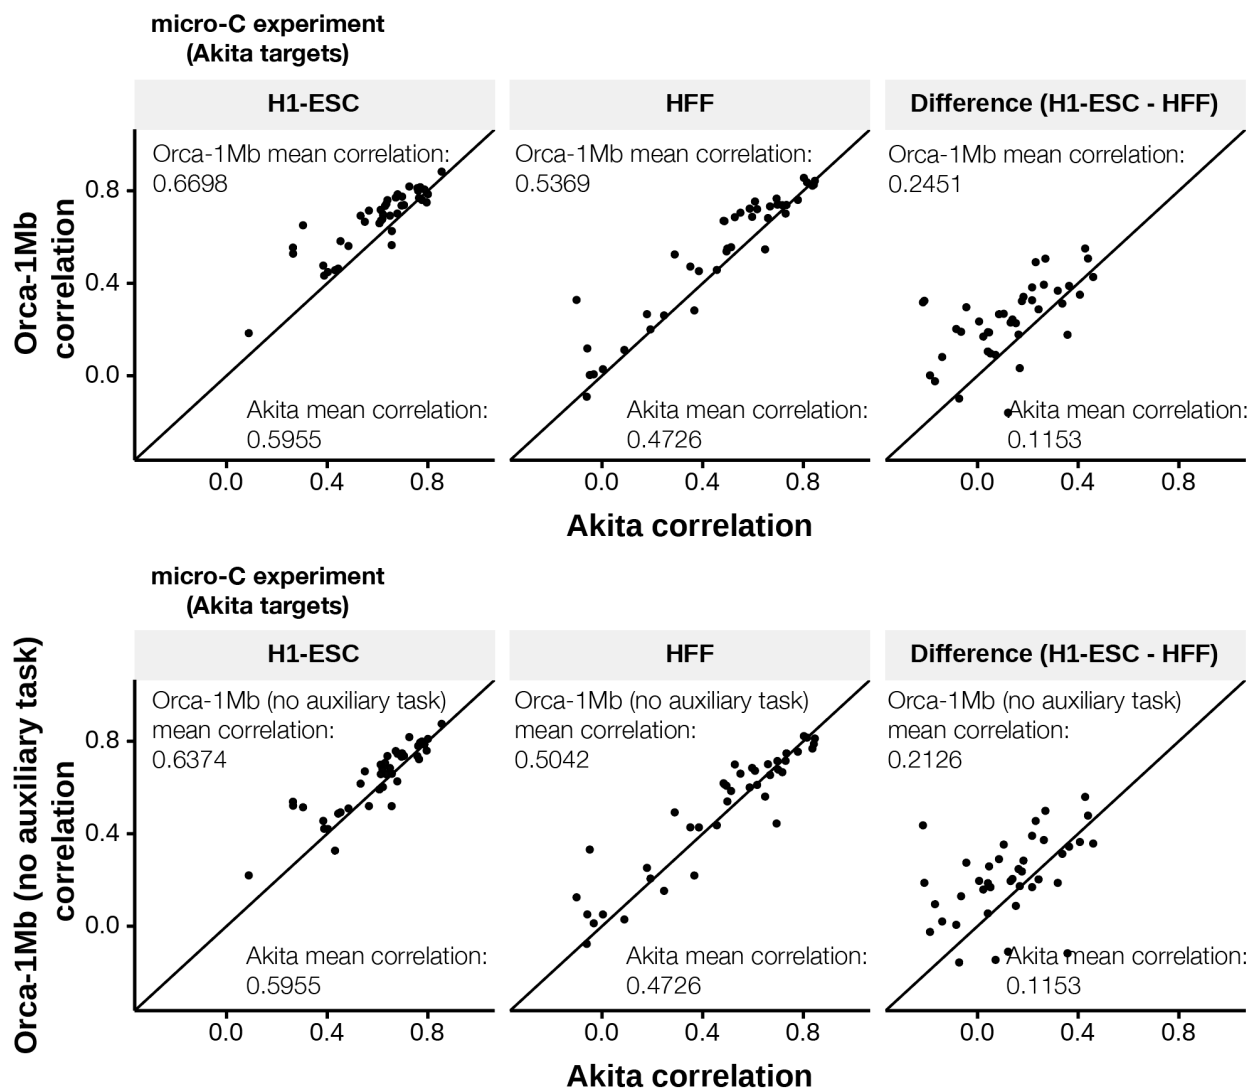 micro-C experiment
(Akita targets)
H1-ESC
HFF
Difference (H1-ESC - HFF)
Orca-1Mb
correlation
Orca-1Mb mean correlation:
0.6698
Orca-1Mb mean correlation:
0.5369
Orca-1Mb mean correlation:
0.2451
0.8
0.4
0.0
Akita mean correlation:
0.5955
Akita mean correlation:
0.4726
Akita mean correlation:
0.1153
0.0 0.4 0.8
0.0 0.4 0.8
0.0 0.4 0.8
Akita correlation
micro-C experiment
(Akita targets)
H1-ESC
HFF
Difference (H1-ESC - HFF)
Orca-1Mb (no auxiliary task)
correlation
Orca-1Mb (no auxiliary task)
mean correlation:
0.6374
Orca-1Mb (no auxiliary task)
mean correlation:
0.5042
Orca-1Mb (no auxiliary task)
mean correlation:
0.2126
0.8
0.4
0.0
Akita mean correlation:
0.5955
Akita mean correlation:
0.4726
Akita mean correlation:
0.1153
0.0 0.4 0.8
0.0 0.4 0.8
0.0 0.4 0.8
Akita correlation